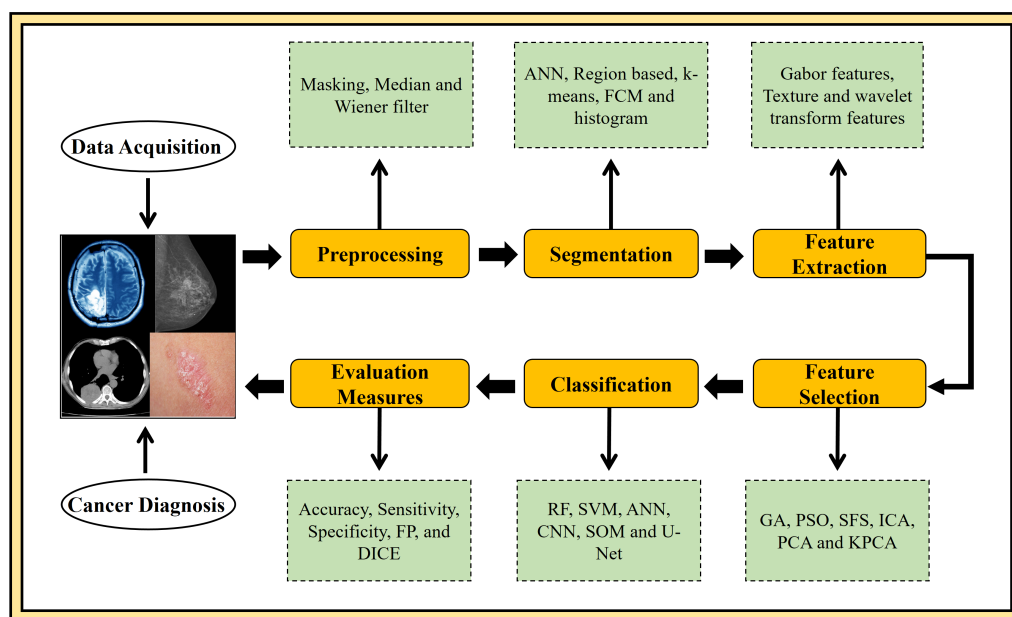 Masking, Median and
Wiener filter
ANN, Region based, k-
means, FCM and
histogram
Gabor features,
Texture and wavelet
transform features
Data Acquisition
Preprocessing
Segmentation
Feature
Extraction
Evaluation
Measures
Classification
Feature
Selection
Cancer Diagnosis
Accuracy, Sensitivity,
Specificity, FP, and
DICE
RF, SVM, ANN,
CNN, SOM and U-
Net
GA, PSO, SFS, ICA,
PCA and KPCA